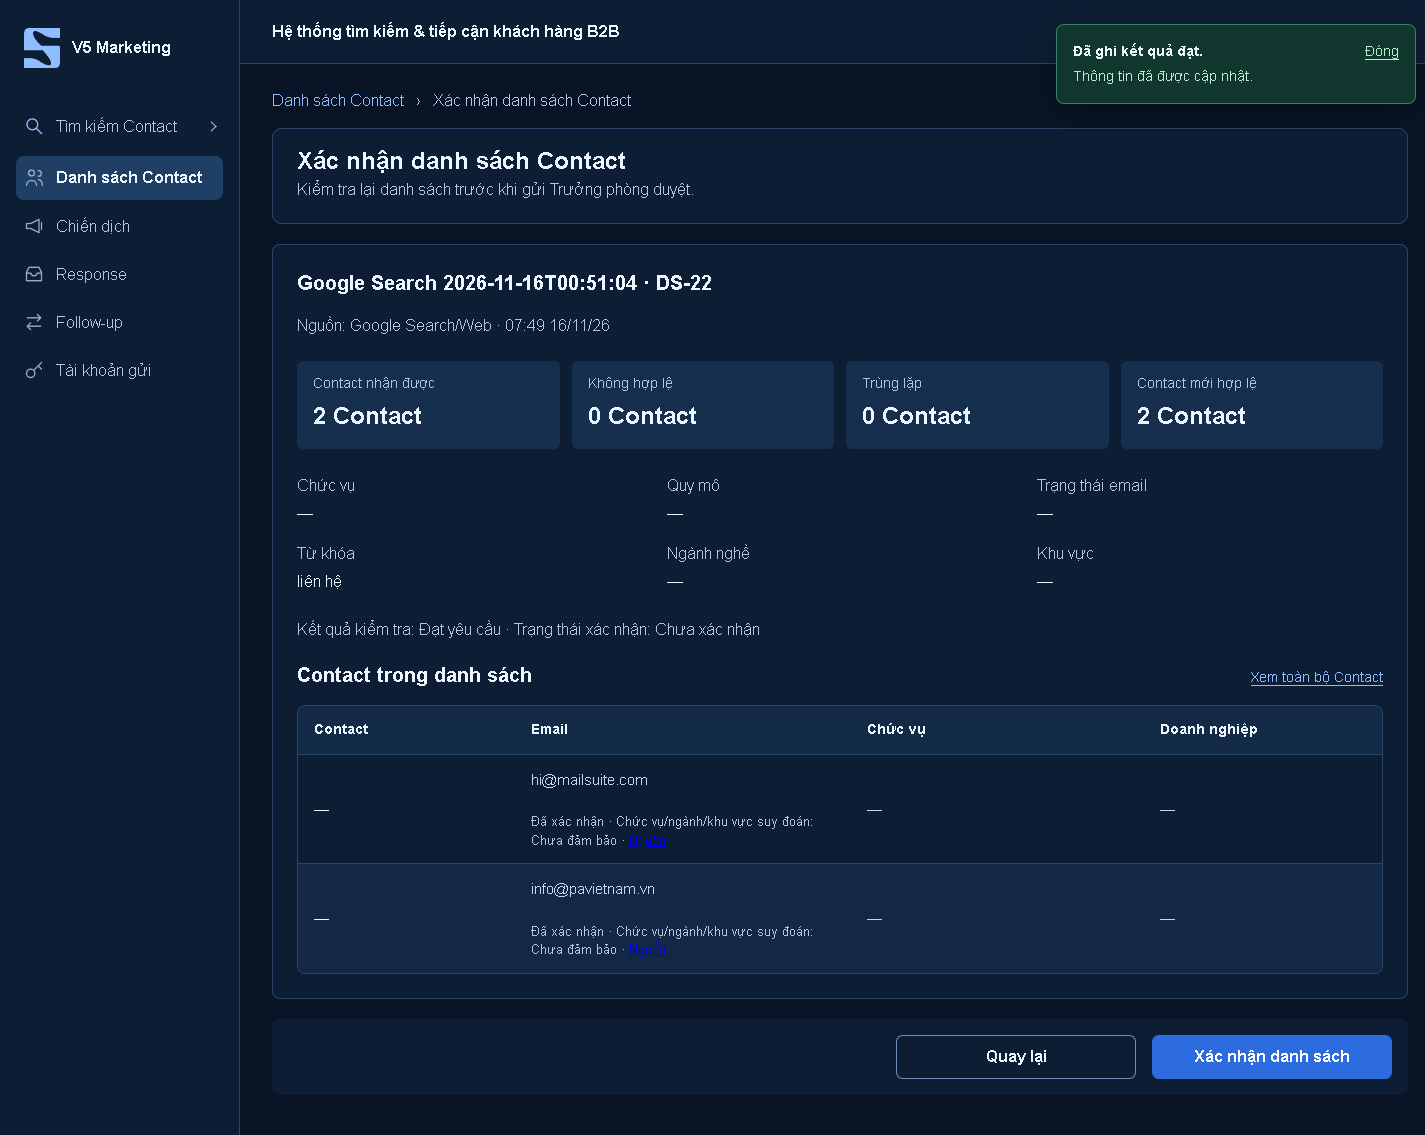 V5 Marketing
Tìm kiếm Contact
Danh sách Contact
Chiến dịch
Response
Follow-up
Tài khoản gửi
Hệ thống tìm kiếm & tiếp cận khách hàng B2B
Đã ghi kết quả đạt.
Đóng
Thông tin đã được cập nhật.
Danh sách Contact › Xác nhận danh sách Contact
Xác nhận danh sách Contact
Kiểm tra lại danh sách trước khi gửi Trưởng phòng duyệt.
Google Search 2026-11-16T00:51:04 · DS-22
Nguồn: Google Search/Web · 07:49 16/11/26
Contact nhận được
2 Contact
Không hợp lệ
0 Contact
Trùng lặp
0 Contact
Contact mới hợp lệ
2 Contact
Chức vụ
—
Quy mô
—
Trạng thái email
—
Từ khóa
liên hệ
Ngành nghề
—
Khu vực
—
Kết quả kiểm tra: Đạt yêu cầu · Trạng thái xác nhận: Chưa xác nhận
Contact trong danh sách
Xem toàn bộ Contact
Contact Email Chức vụ Doanh nghiệp
—
hi@mailsuite.com
Đã xác nhận · Chức vụ/ngành/khu vực suy đoán:
Chưa đảm bảo · Nguồn
—
—
—
info@pavietnam.vn
Đã xác nhận · Chức vụ/ngành/khu vực suy đoán:
Chưa đảm bảo · Nguồn
—
—
Quay lại
Xác nhận danh sách